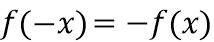 f(−x) = −f(x)